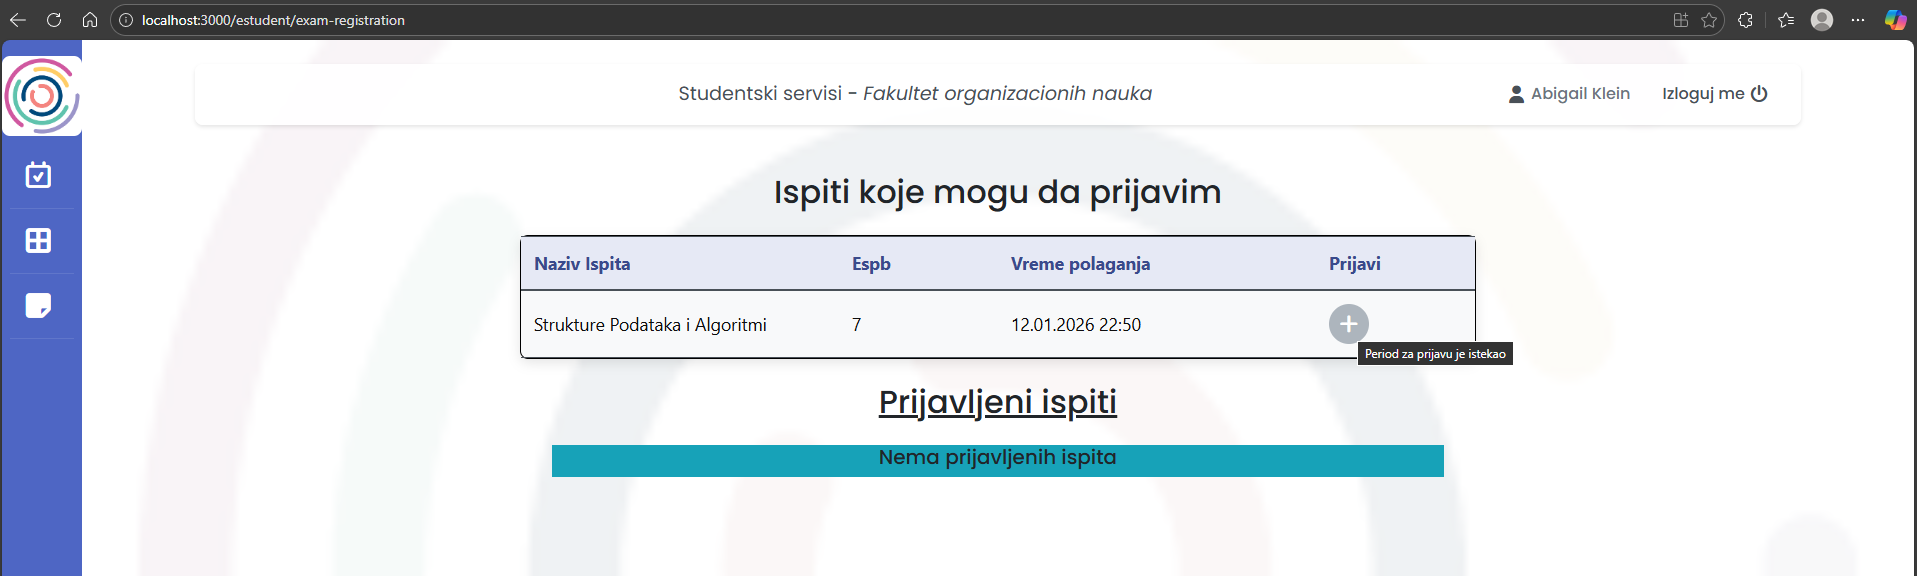 localhost:3000/estudent/exam-registration
Studentski servisi - Fakultet organizacionih nauka
Abigail Klein
Izloguj me
Ispiti koje mogu da prijavim
Naziv Ispita Espb Vreme polaganja Prijavi
Strukture Podataka i Algoritmi 7 12.01.2026 22:50
Period za prijavu je istekao
Prijavljeni ispiti
Nema prijavljenih ispita